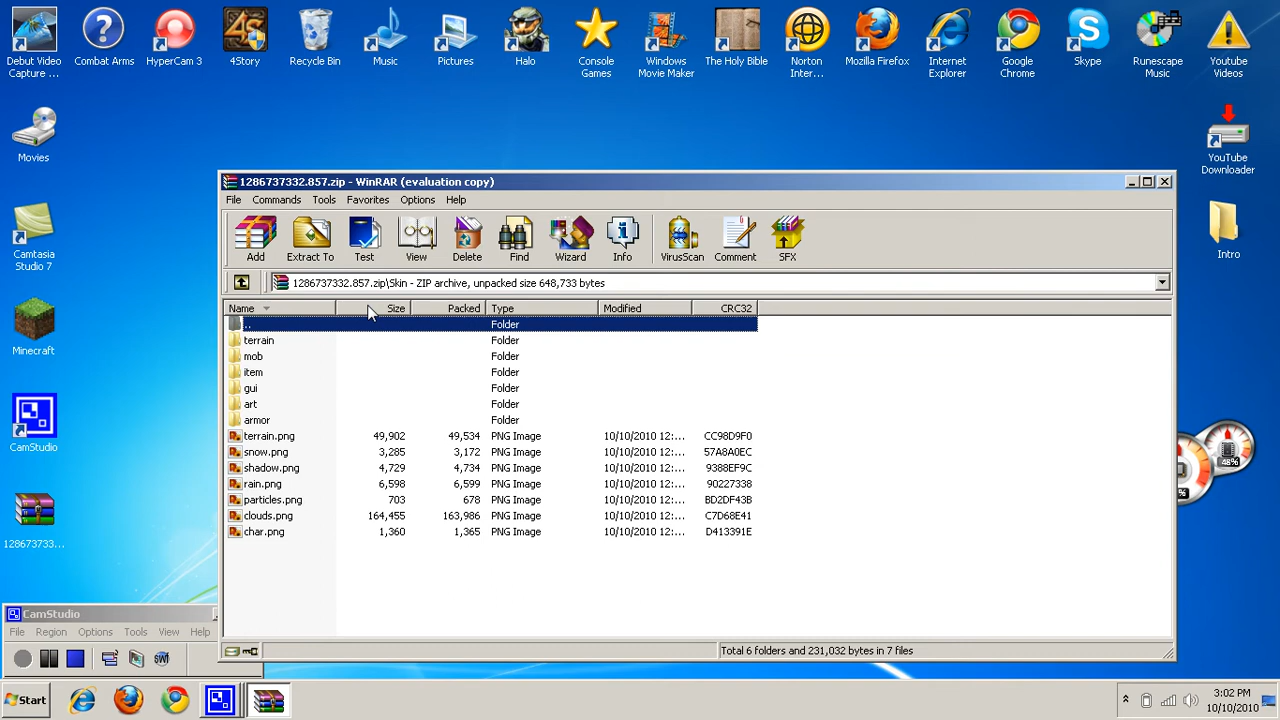 Debut Video
Capture ...
Combat Arms
HyperCam 3
4Story
Recycle Bin
Music
Pictures
Halo
Console
Games
Windows
Movie Maker
The Holy Bible
Norton
Inter...
Mozilla Firefox
Internet
Explorer
Google
Chrome
Skype
Runescape
Music
Youtube
Videos
Movies
YouTube
Downloader
Camtasia
Studio 7
Intro
Minecraft
CamStudio
128673733...
1286737332.857.zip - WinRAR (evaluation copy)
File Commands Tools Favorites Options Help
Add Extract To Test View Delete Find Wizard Info VirusScan Comment SFX
1286737332.857.zip\Skin - ZIP archive, unpacked size 648,733 bytes
Name Size Packed Type Modified CRC32
.. Folder
terrain Folder
mob Folder
item Folder
gui Folder
art Folder
armor Folder
terrain.png 49,902 49,534 PNG Image 10/10/2010 12:... CC98D9F0
snow.png 3,285 3,172 PNG Image 10/10/2010 12:... 57A8A0EC
shadow.png 4,729 4,734 PNG Image 10/10/2010 12:... 9388EF9C
rain.png 6,598 6,599 PNG Image 10/10/2010 12:... 90227338
particles.png 703 678 PNG Image 10/10/2010 12:... BD2DF43B
clouds.png 164,455 163,986 PNG Image 10/10/2010 12:... C7D68E41
char.png 1,360 1,365 PNG Image 10/10/2010 12:... D413391E
Total 6 folders and 231,032 bytes in 7 files
48%
%
CamStudio
File Region Options Tools View Help
SWF
Start
3:02 PM
10/10/2010